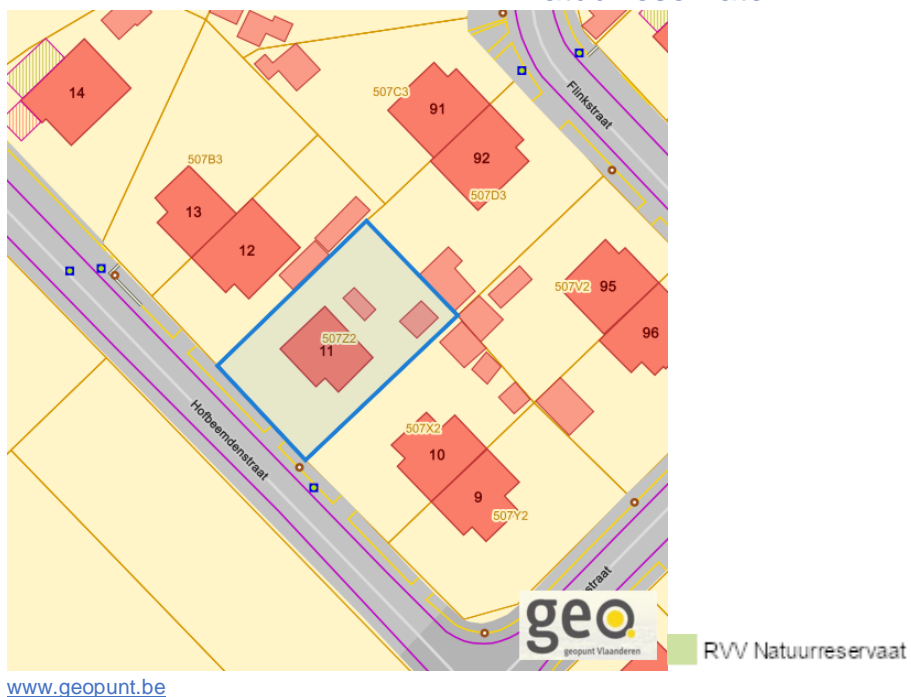 14
507C3
91
Flinkstraat
92
507B3
507D3
13
12
507V2
95
96
507Z2
11
Hofbeemdenstraat
507X2
10
9
507Y2
straat
geo
geopunt Vlaanderen
RVV Natuurreservaat
www.geopunt.be